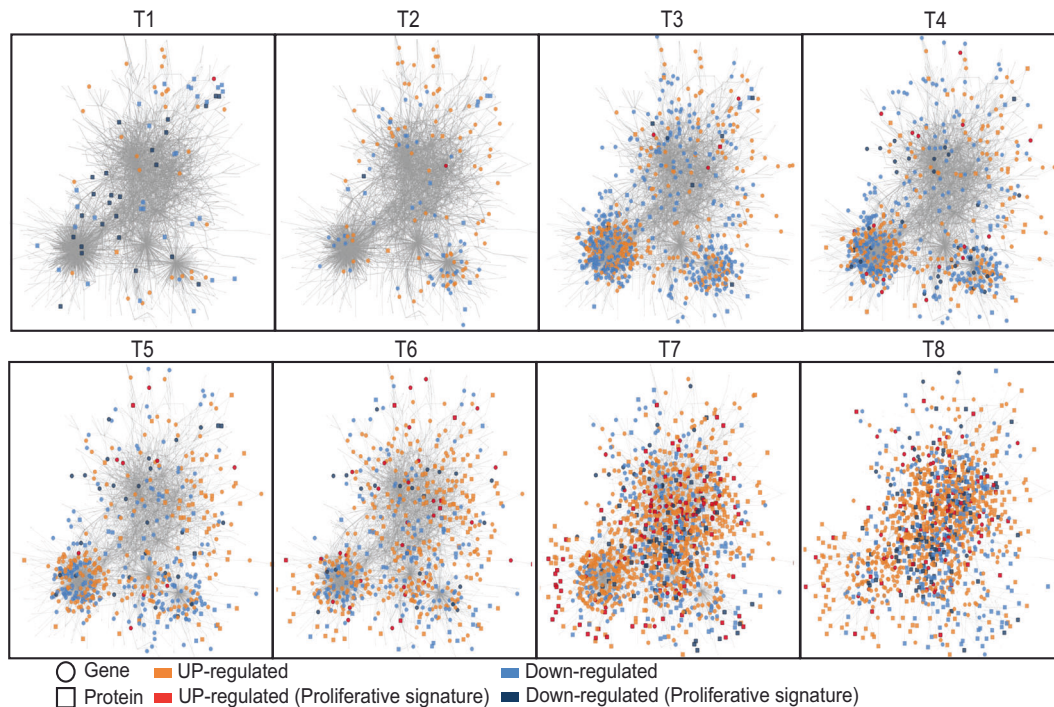 T1 T2 T3 T4
T5 T6 T7 T8
Gene UP-regulated Down-regulated
Protein UP-regulated (Proliferative signature) Down-regulated (Proliferative signature)